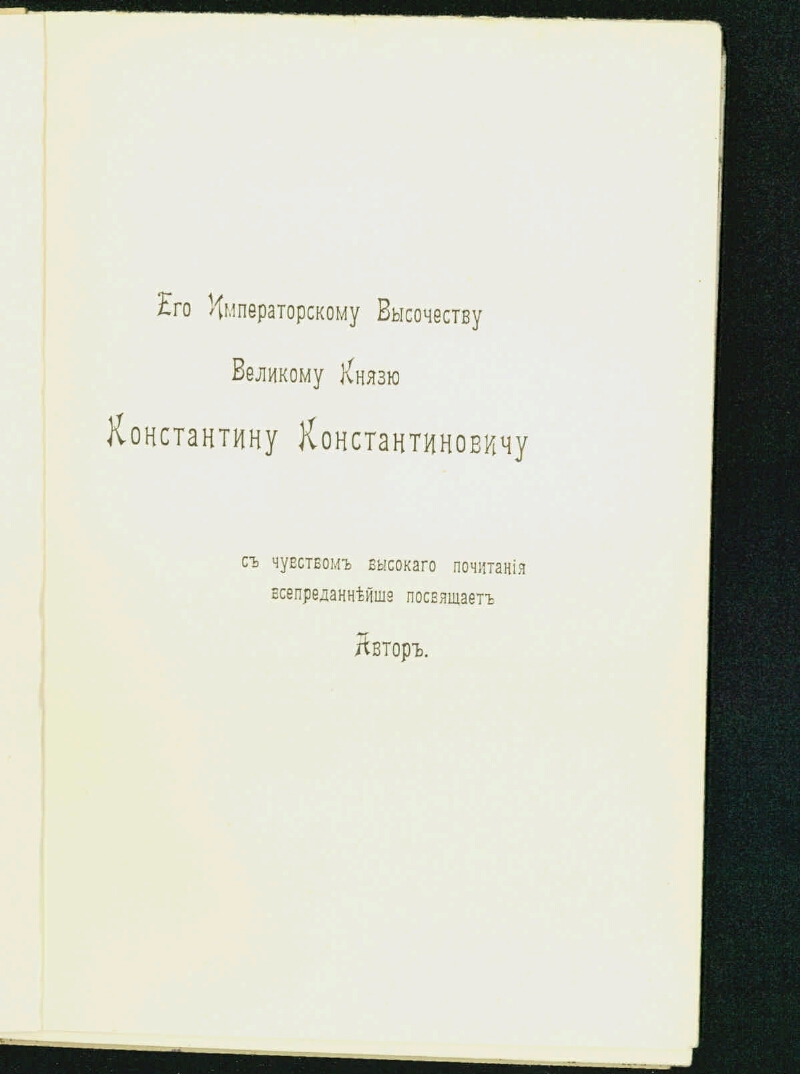 Его Императорскому Высочеству
Великому Князю
Константину Константиновичу
съ чувствомъ высокаго почитанія
всепреданнѣйше посвящаетъ
Авторъ.